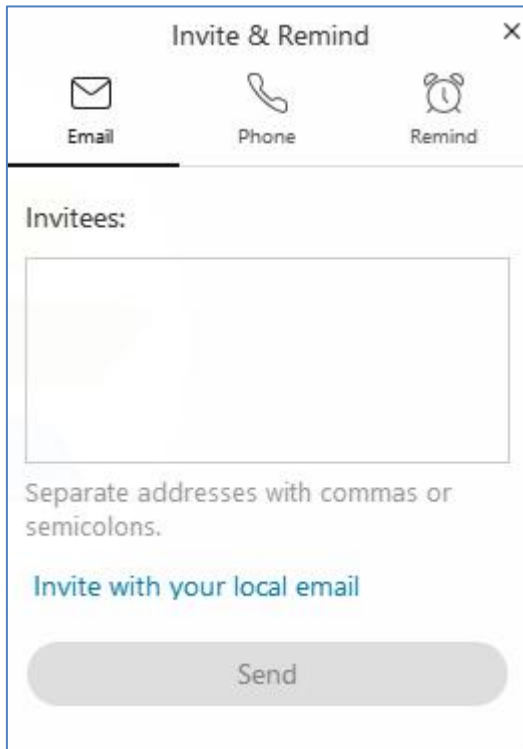 Invite & Remind
Email
Phone
Remind
Invitees:
Separate addresses with commas or
semicolons.
Invite with your local email
Send